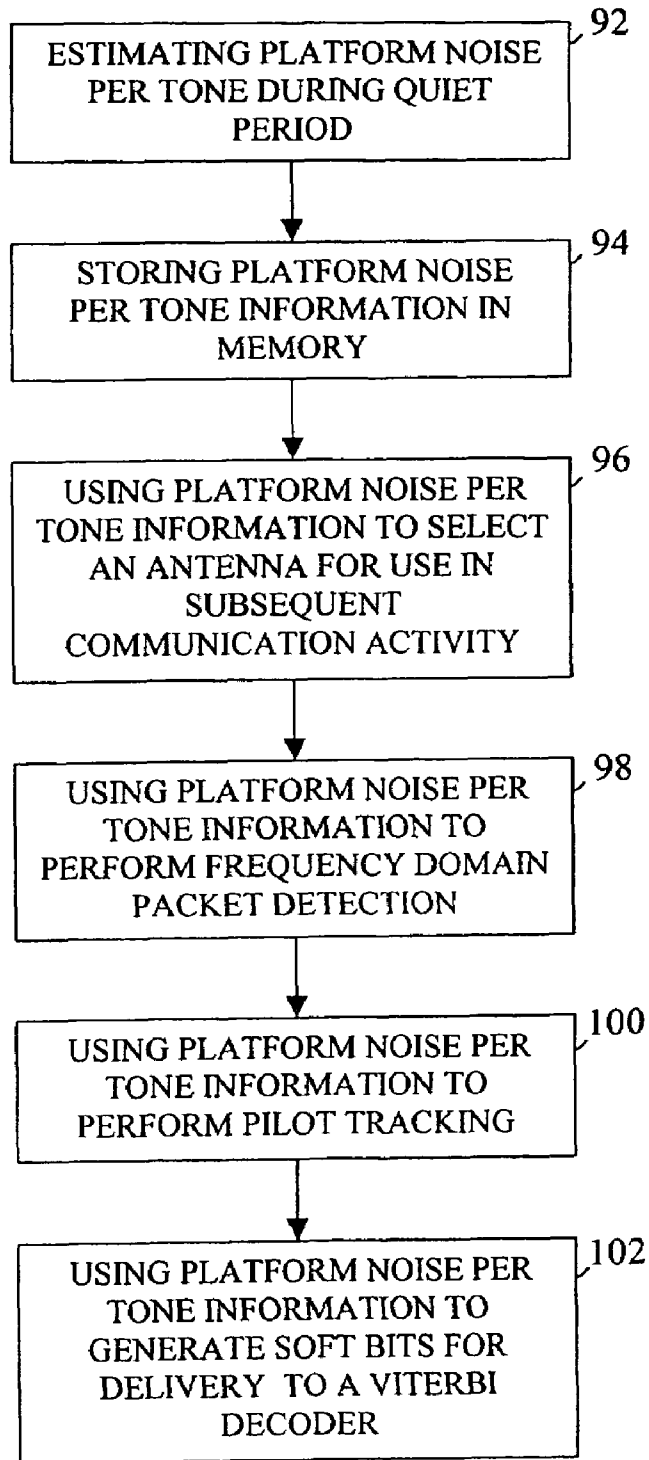 92
ESTIMATING PLATFORM NOISE
PER TONE DURING QUIET
PERIOD
94
STORING PLATFORM NOISE
PER TONE INFORMATION IN
MEMORY
96
USING PLATFORM NOISE PER
TONE INFORMATION TO SELECT
AN ANTENNA FOR USE IN
SUBSEQUENT
COMMUNICATION ACTIVITY
98
USING PLATFORM NOISE PER
TONE INFORMATION TO
PERFORM FREQUENCY DOMAIN
PACKET DETECTION
100
USING PLATFORM NOISE PER
TONE INFORMATION TO
PERFORM PILOT TRACKING
102
USING PLATFORM NOISE PER
TONE INFORMATION TO
GENERATE SOFT BITS FOR
DELIVERY TO A VITERBI
DECODER